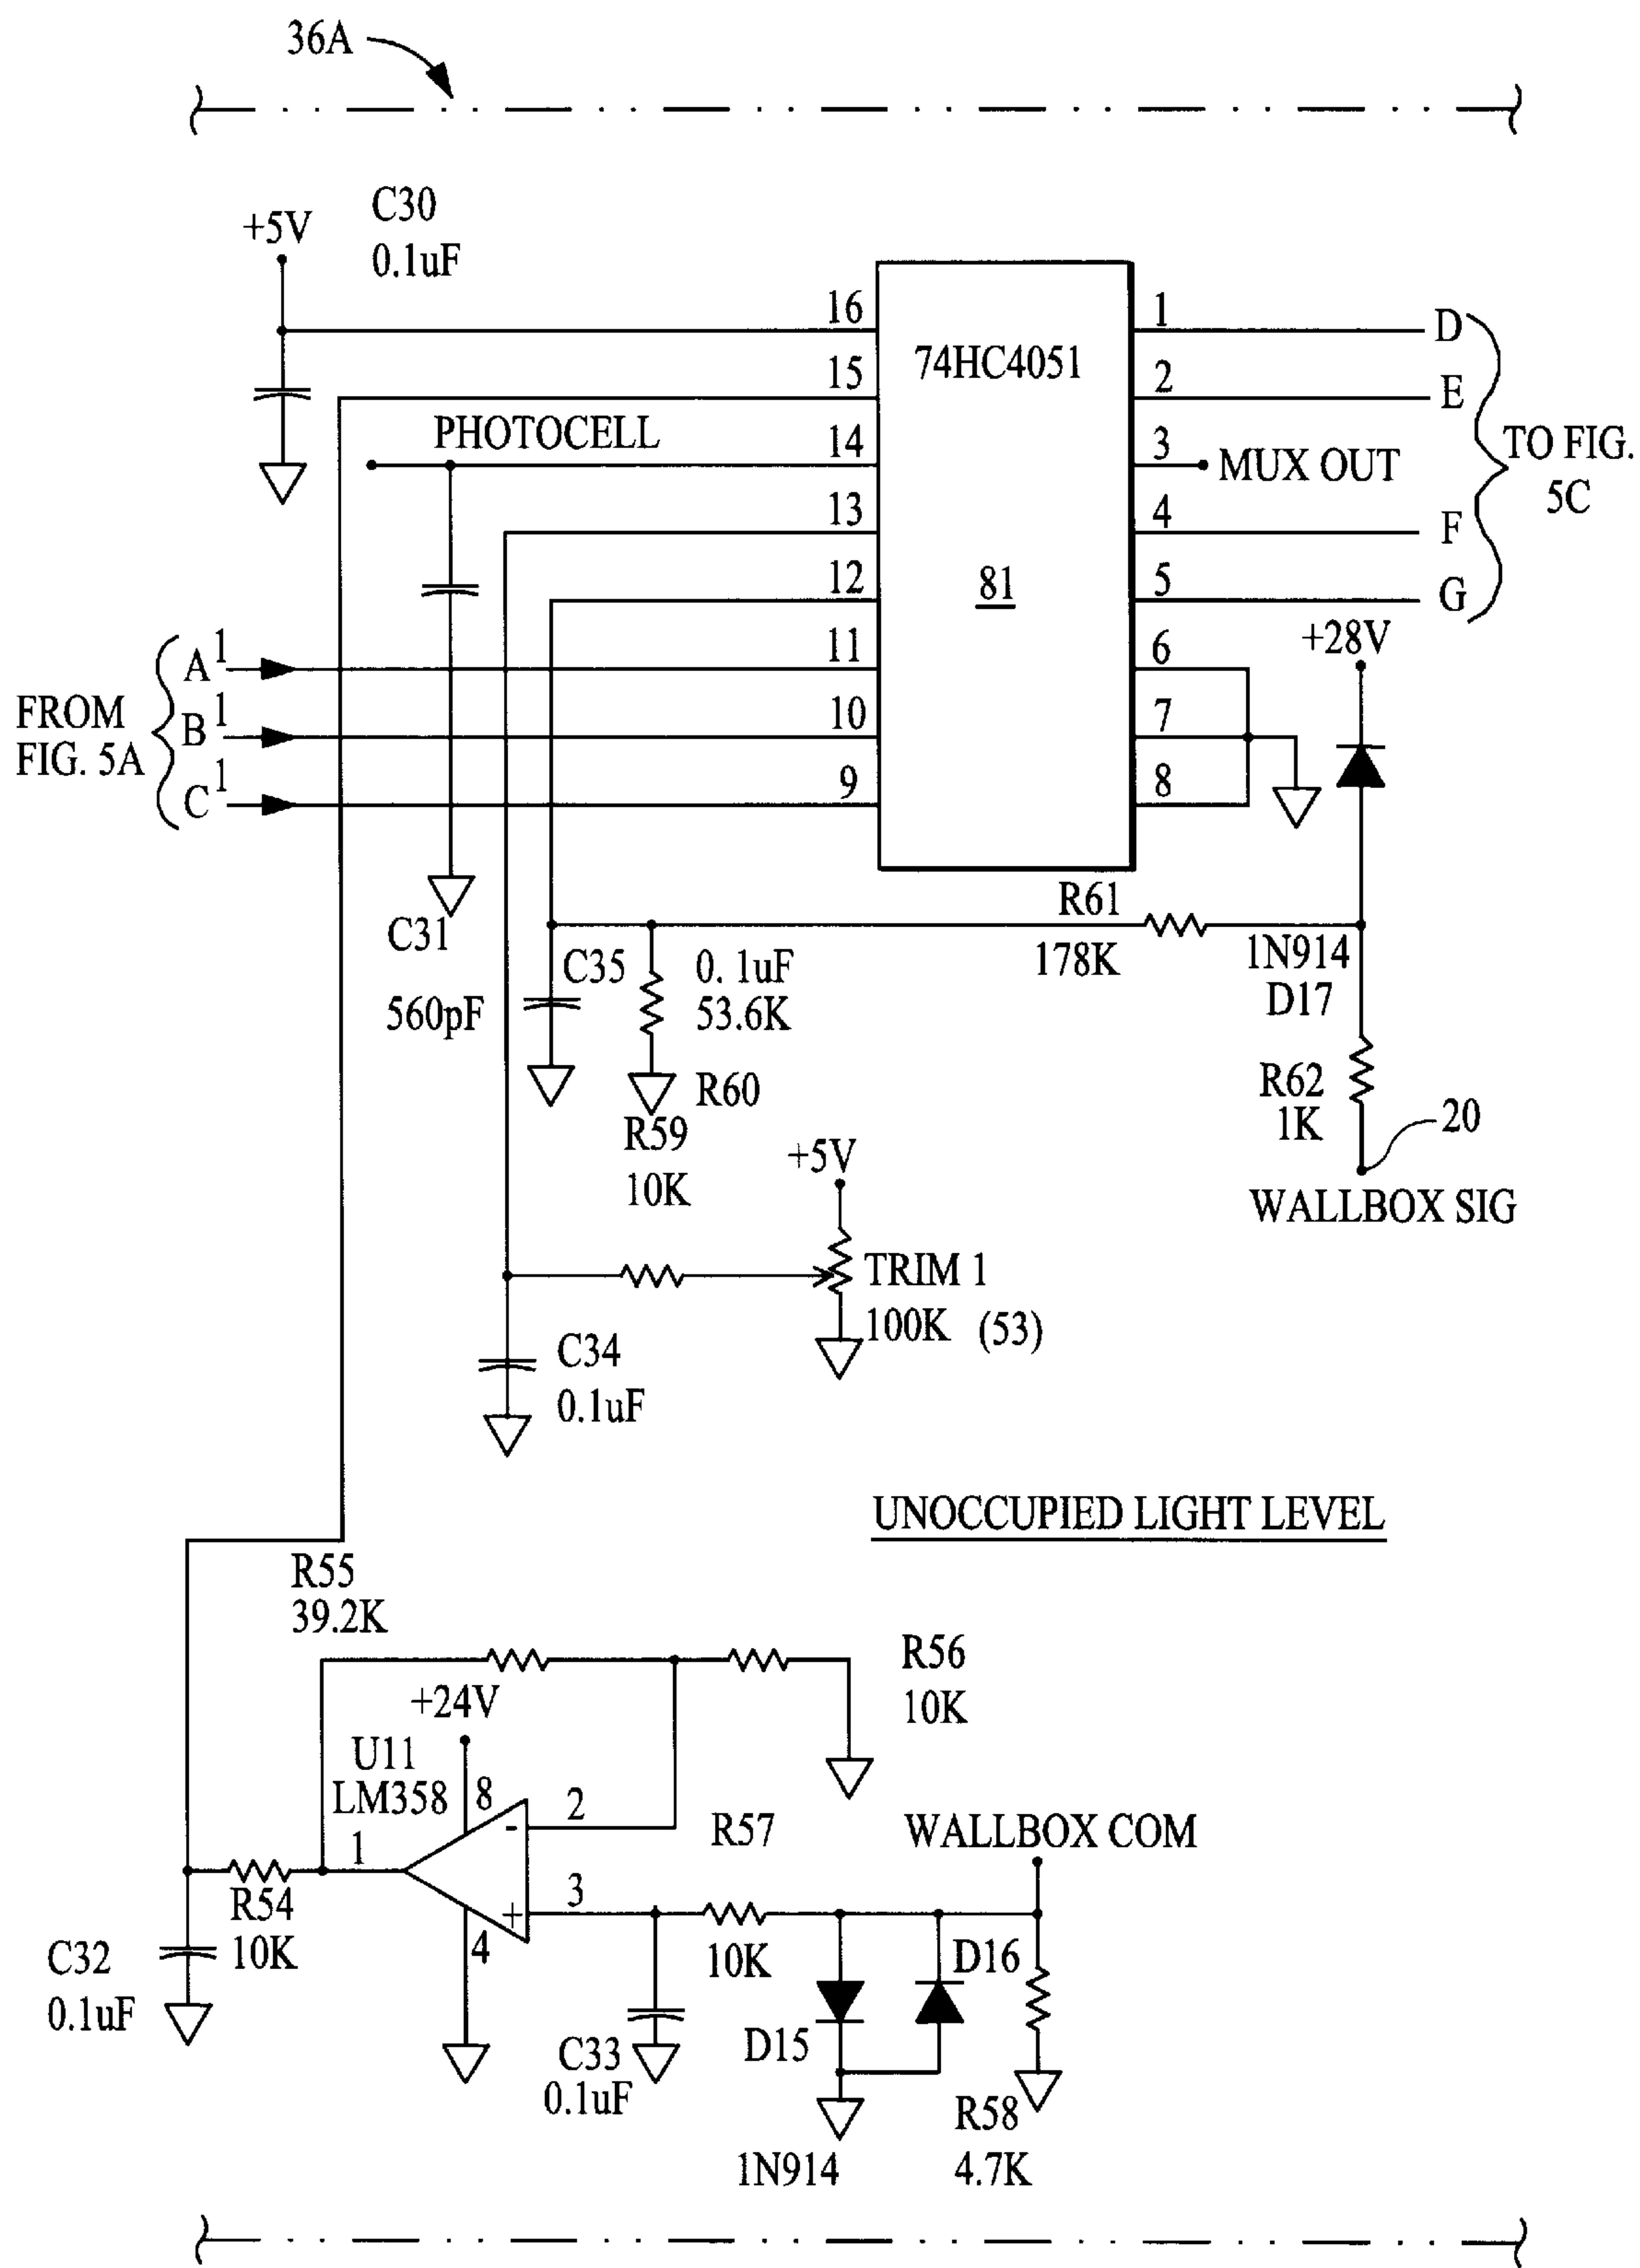 36A
+5V
C30
0.1uF
16
15
14
13
12
11
10
9
74HC4051
81
1
2
3
4
5
6
7
8
D
E
MUX OUT
F
G
TO FIG.
5C
PHOTOCELL
FROM
FIG. 5A
A1
B1
C1
+28V
C31
560pF
C35
0.1uF
53.6K
R60
R61
178K
1N914
D17
R62
1K
20
WALLBOX SIG
R59
10K
+5V
TRIM 1
100K (53)
C34
0.1uF
UNOCCUPIED LIGHT LEVEL
R55
39.2K
R56
10K
+24V
U11
LM358
8
2
1
-
3
+
4
R57
10K
WALLBOX COM
R54
10K
C32
0.1uF
C33
0.1uF
D15
D16
1N914
R58
4.7K